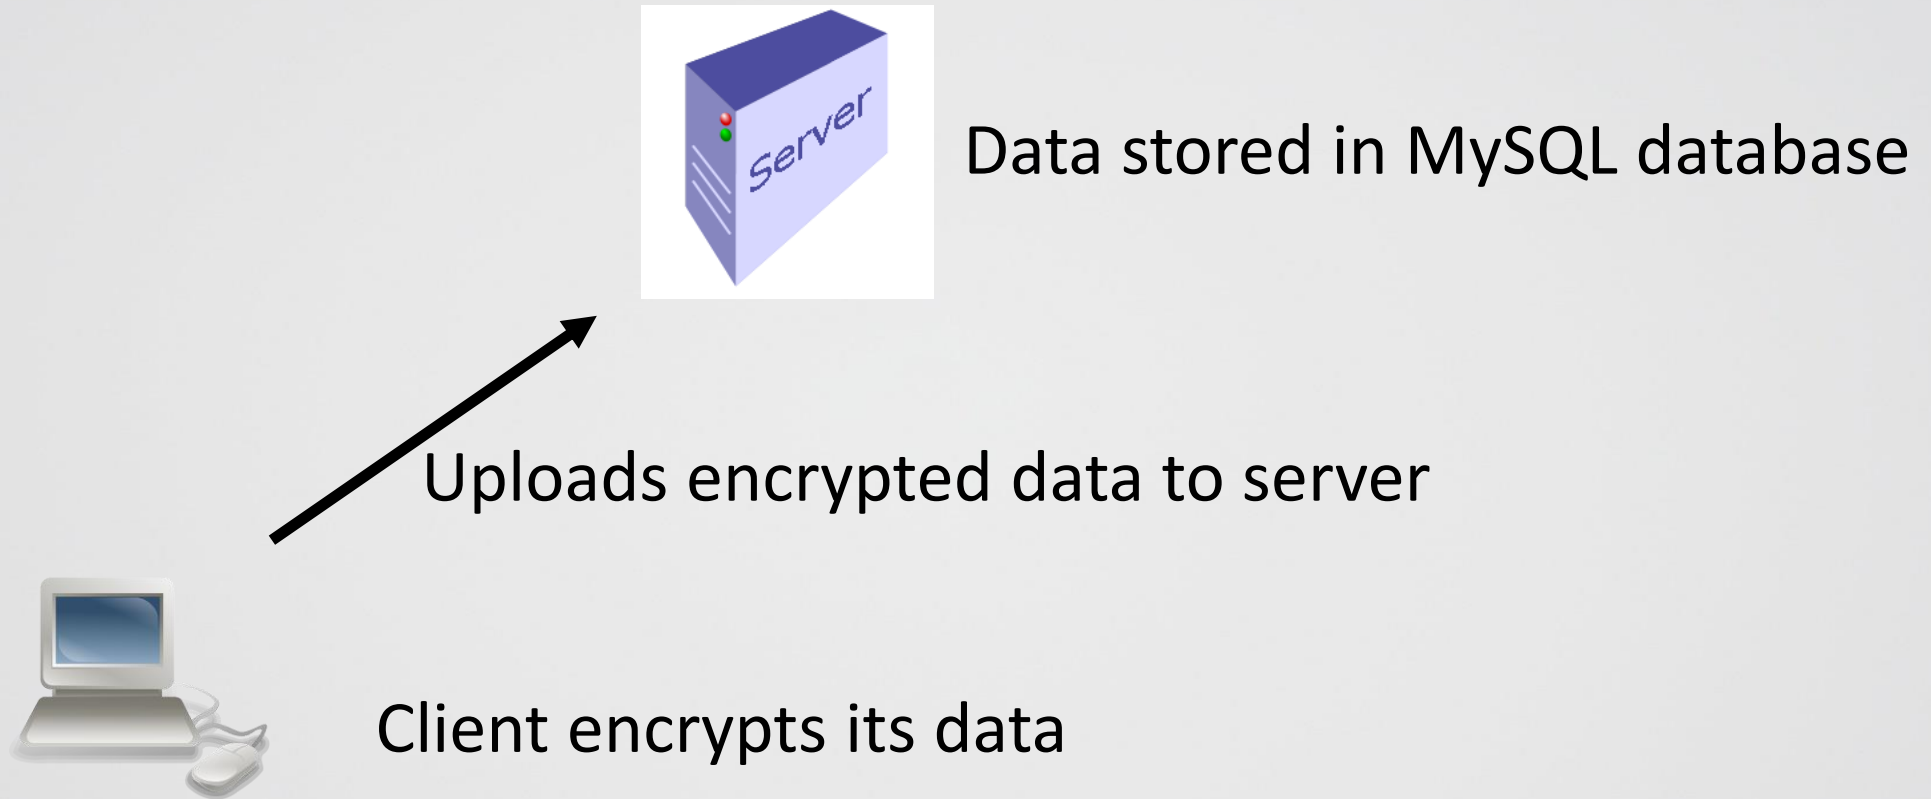 Server
Data stored in MySQL database
Uploads encrypted data to server
Client encrypts its data